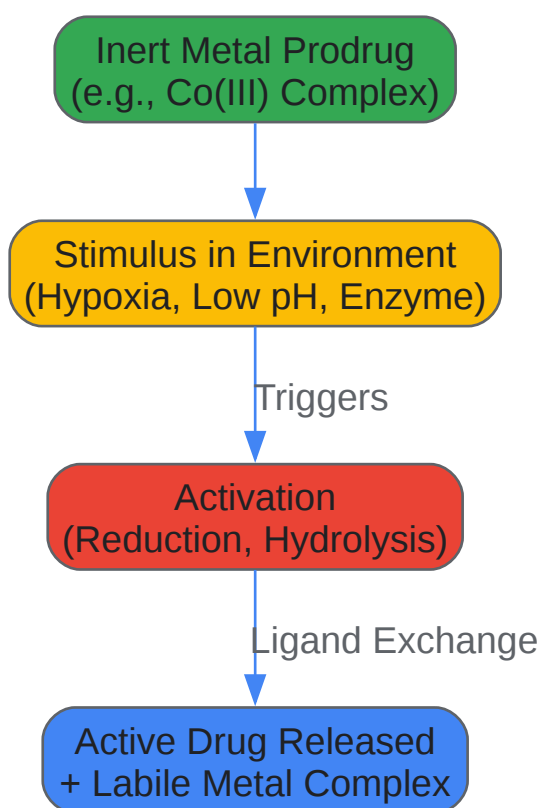 Inert Metal Prodrug
(e.g., Co(III) Complex)
Stimulus in Environment
(Hypoxia, Low pH, Enzyme)
Triggers
Activation
(Reduction, Hydrolysis)
Ligand Exchange
Active Drug Released
+ Labile Metal Complex